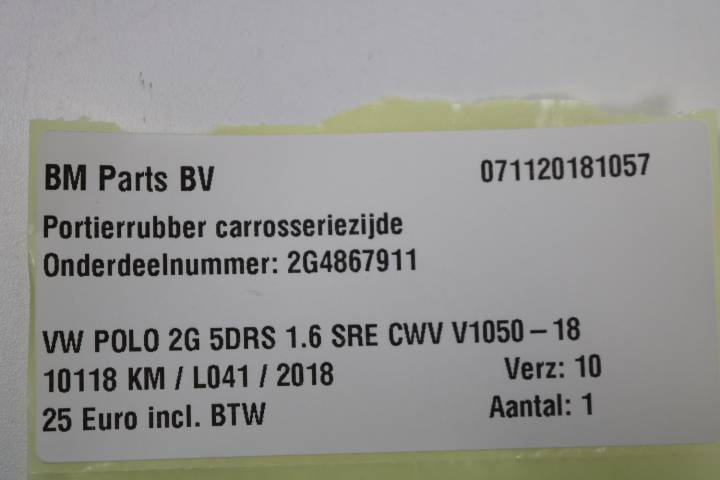 BM Parts BV 071120181057
Portierrubber carrosseriezijde
Onderdeelnummer: 2G4867911
VW POLO 2G 5DRS 1.6 SRE CWV V1050-18
10118 KM / L041 / 2018 Verz: 10
25 Euro incl. BTW Aantal: 1